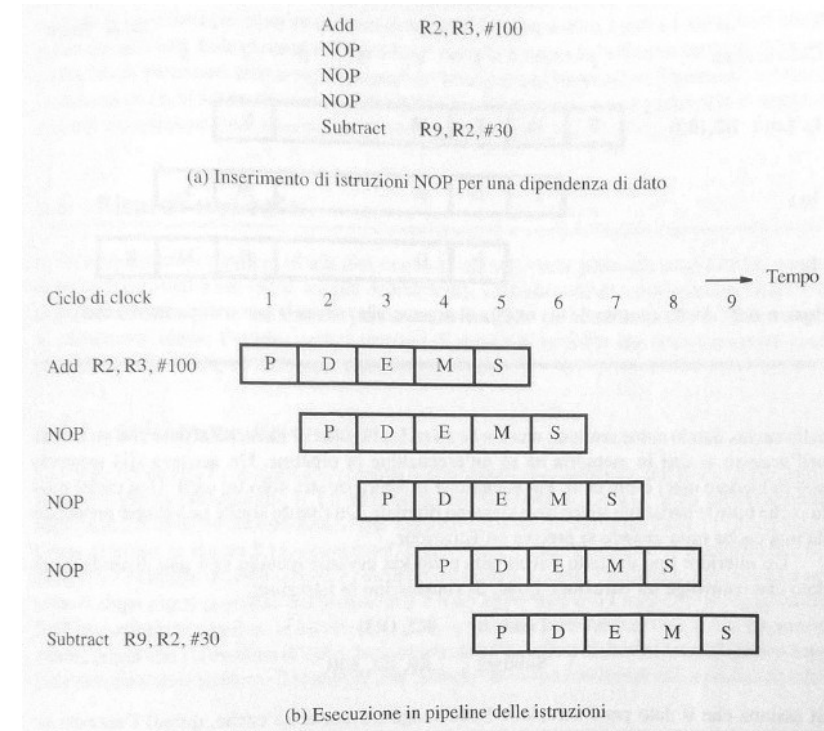 Add R2, R3, #100
NOP
NOP
NOP
Subtract R9, R2, #30
(a) Inserimento di istruzioni NOP per una dipendenza di dato
Tempo
Ciclo di clock 1 2 3 4 5 6 7 8 9
Add R2, R3, #100 P D E M S
NOP P D E M S
NOP P D E M S
NOP P D E M S
Subtract R9, R2, #30 P D E M S
(b) Esecuzione in pipeline delle istruzioni